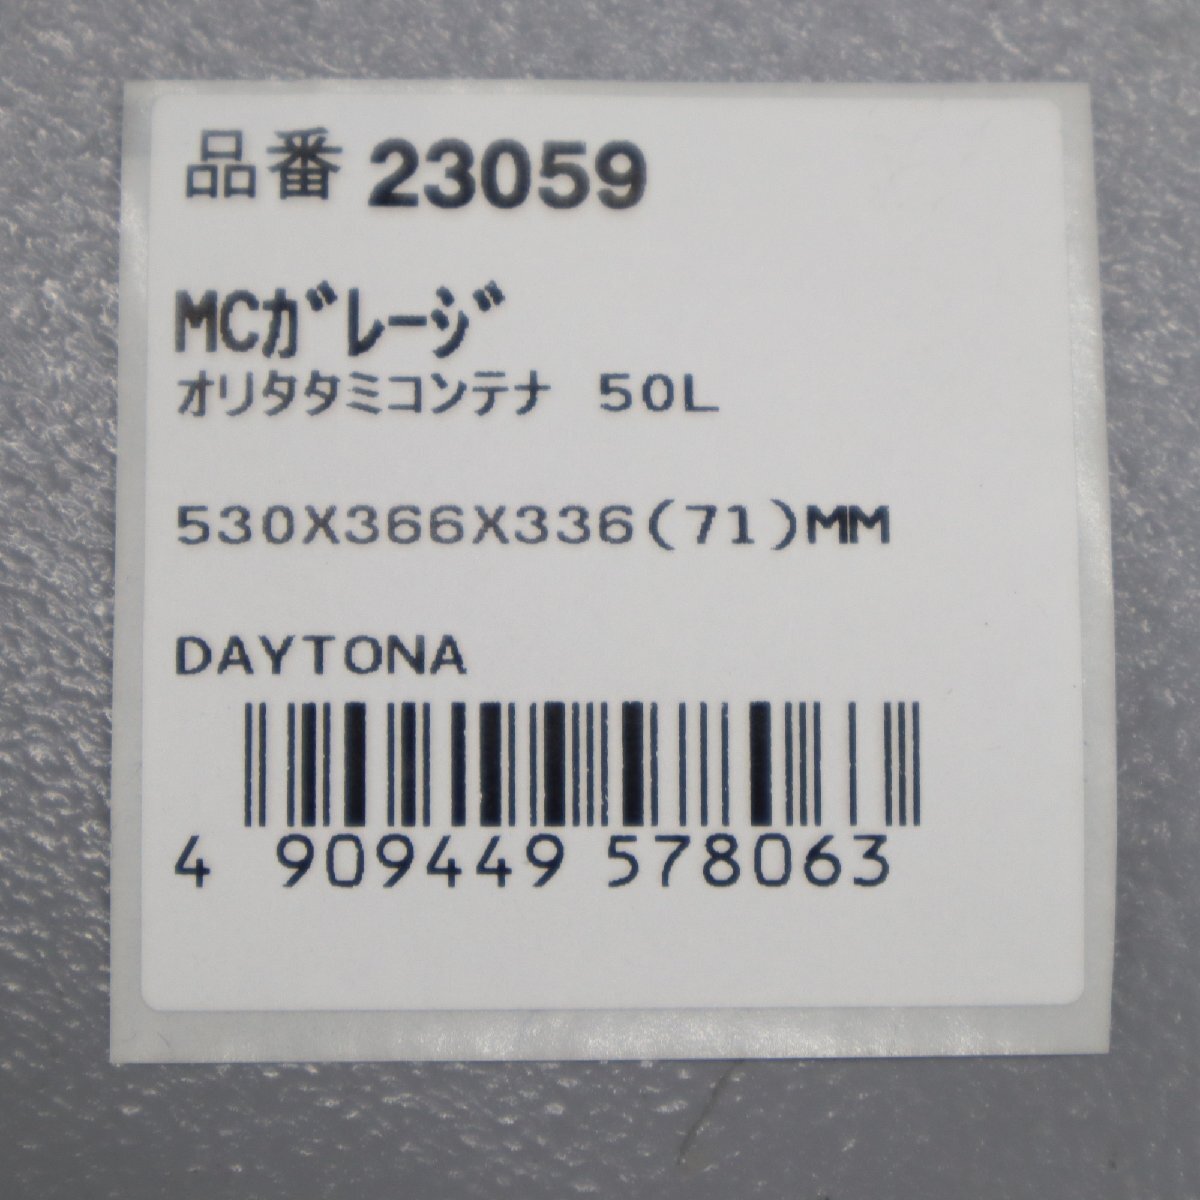 品番 23059
MCｶﾞﾚｰｼﾞ
オリタタミコンテナ 50L
530X366X336(71)MM
DAYTONA
4 909449 578063